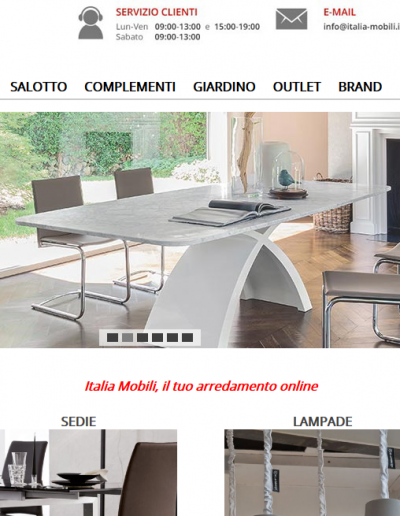 SERVIZIO CLIENTI
Lun-Ven 09:00-13:00 e 15:00-19:00
Sabato 09:00-13:00
E-MAIL
info@italia-mobili.i
SALOTTO COMPLEMENTI GIARDINO OUTLET BRAND
Italia Mobili, il tuo arredamento online
SEDIE
LAMPADE